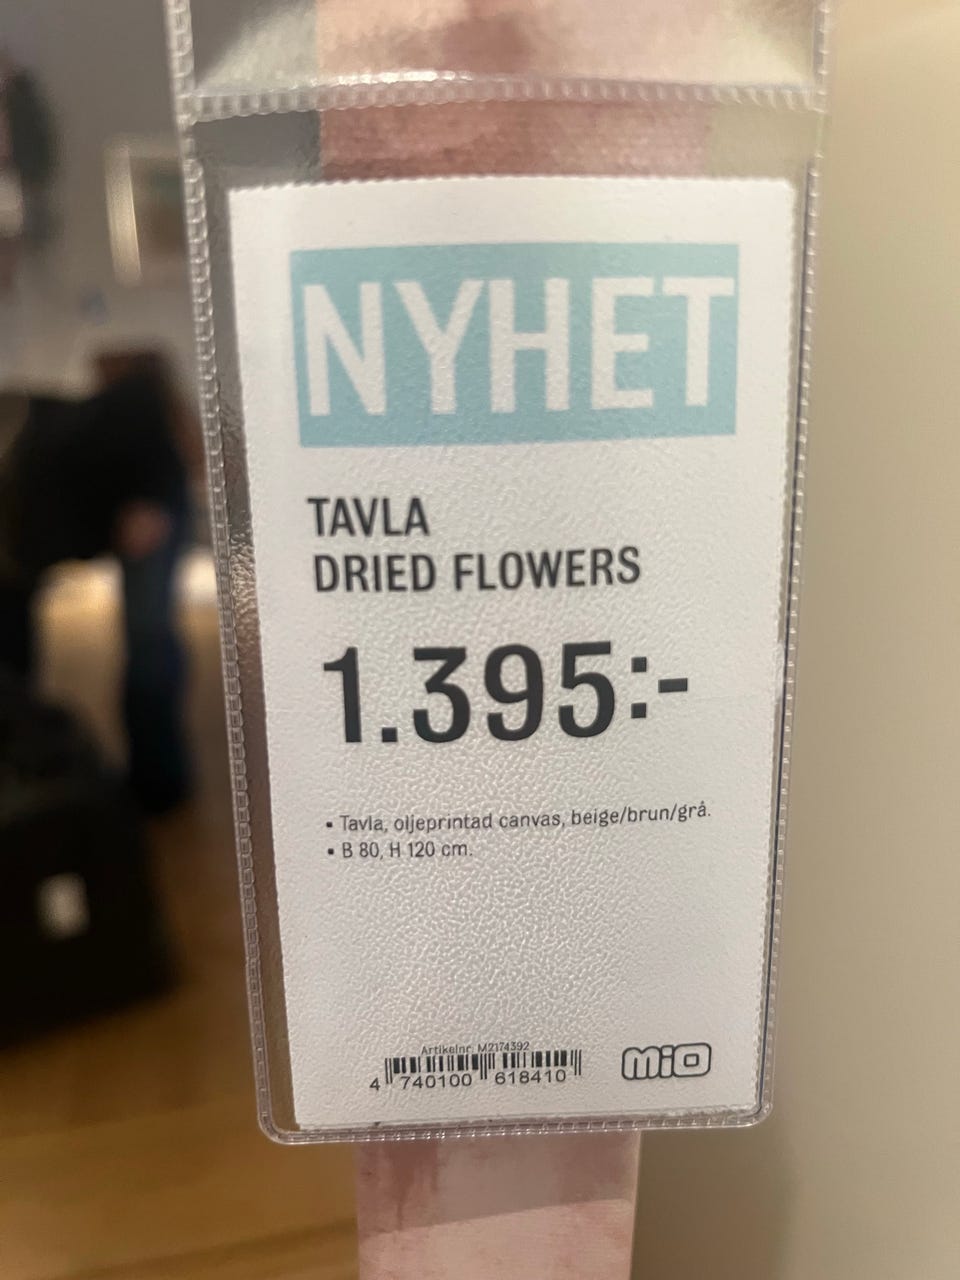 NYHET
TAVLA
DRIED FLOWERS
1.395:-
• Tavla, oljeprintad canvas, beige/brun/grå.
• B 80, H 120 cm.
Artikelnr: M2174392
4 740100 618410
mio